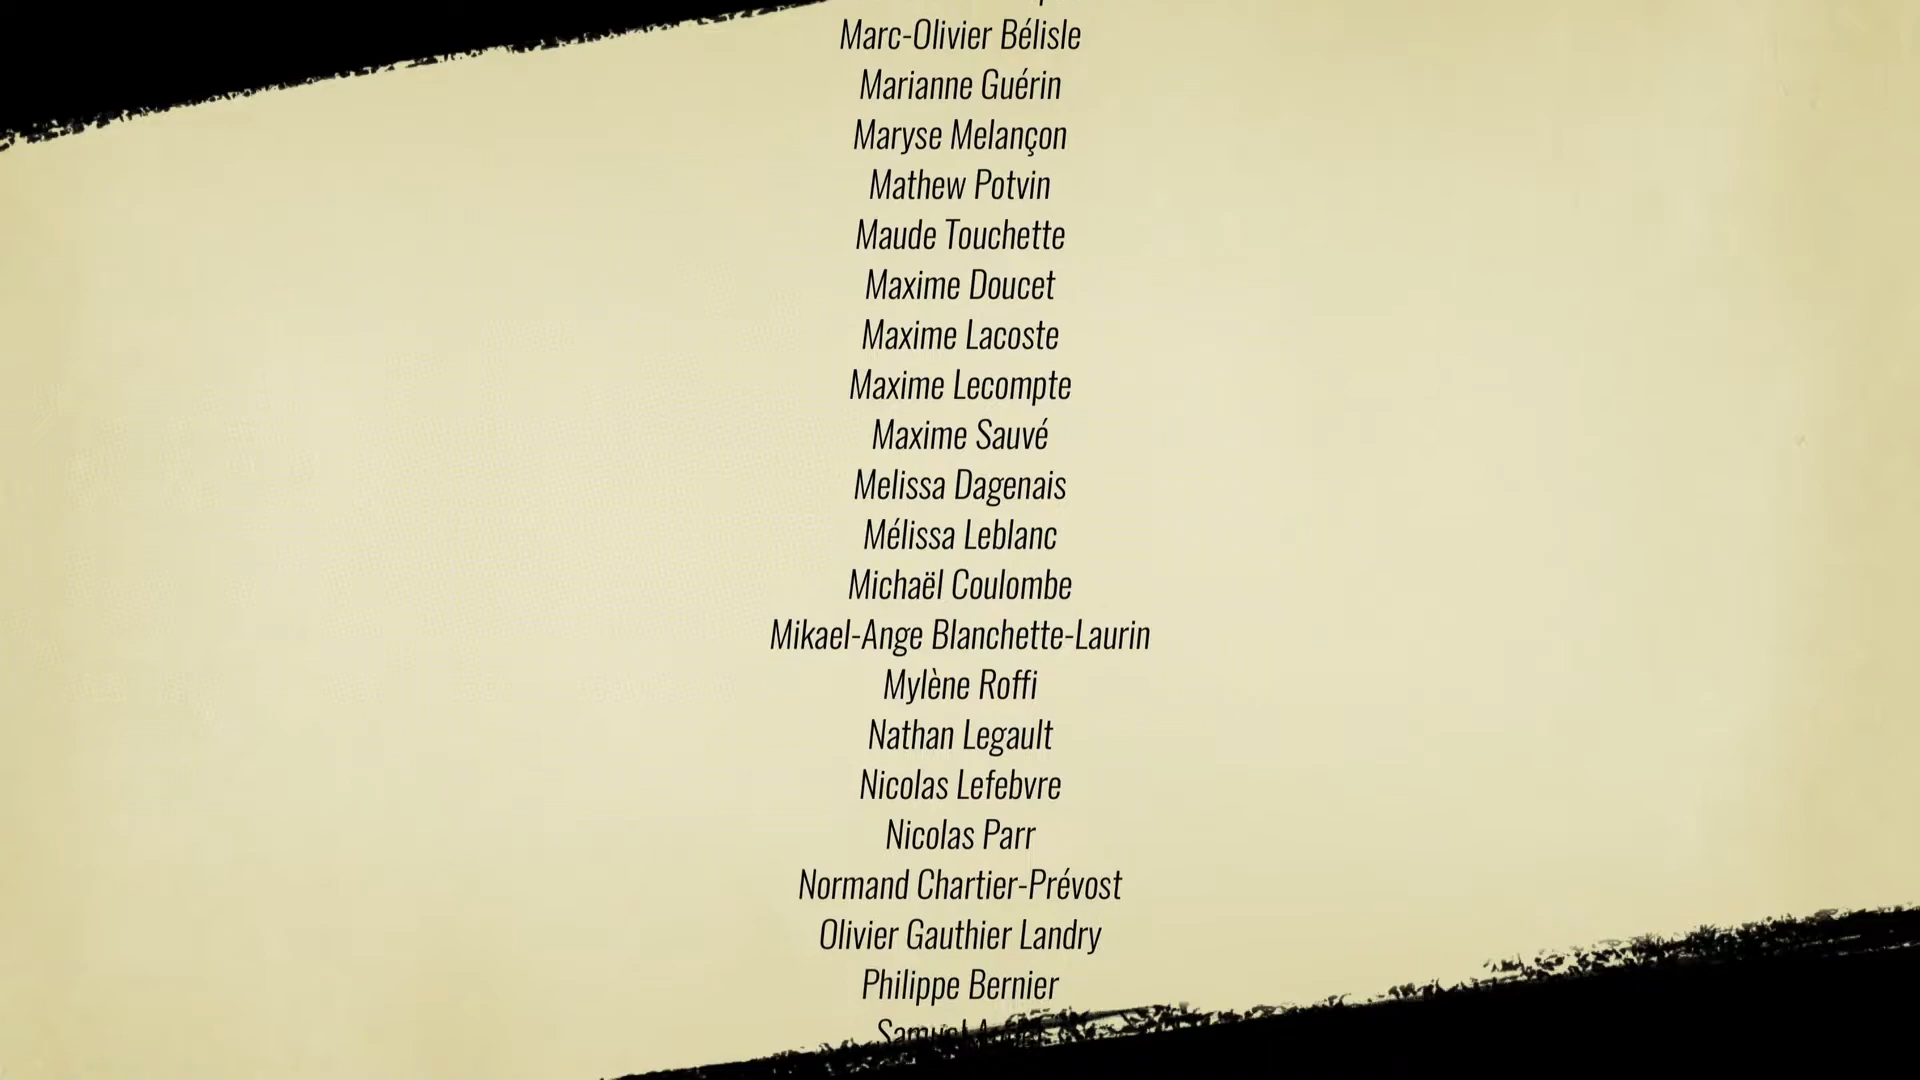 Marc-Olivier Bélisle
Marianne Guérin
Maryse Melançon
Mathew Potvin
Maude Touchette
Maxime Doucet
Maxime Lacoste
Maxime Lecompte
Maxime Sauvé
Melissa Dagenais
Mélissa Leblanc
Michaël Coulombe
Mikael-Ange Blanchette-Laurin
Mylène Roffi
Nathan Legault
Nicolas Lefebvre
Nicolas Parr
Normand Chartier-Prévost
Olivier Gauthier Landry
Philippe Bernier
Samuel